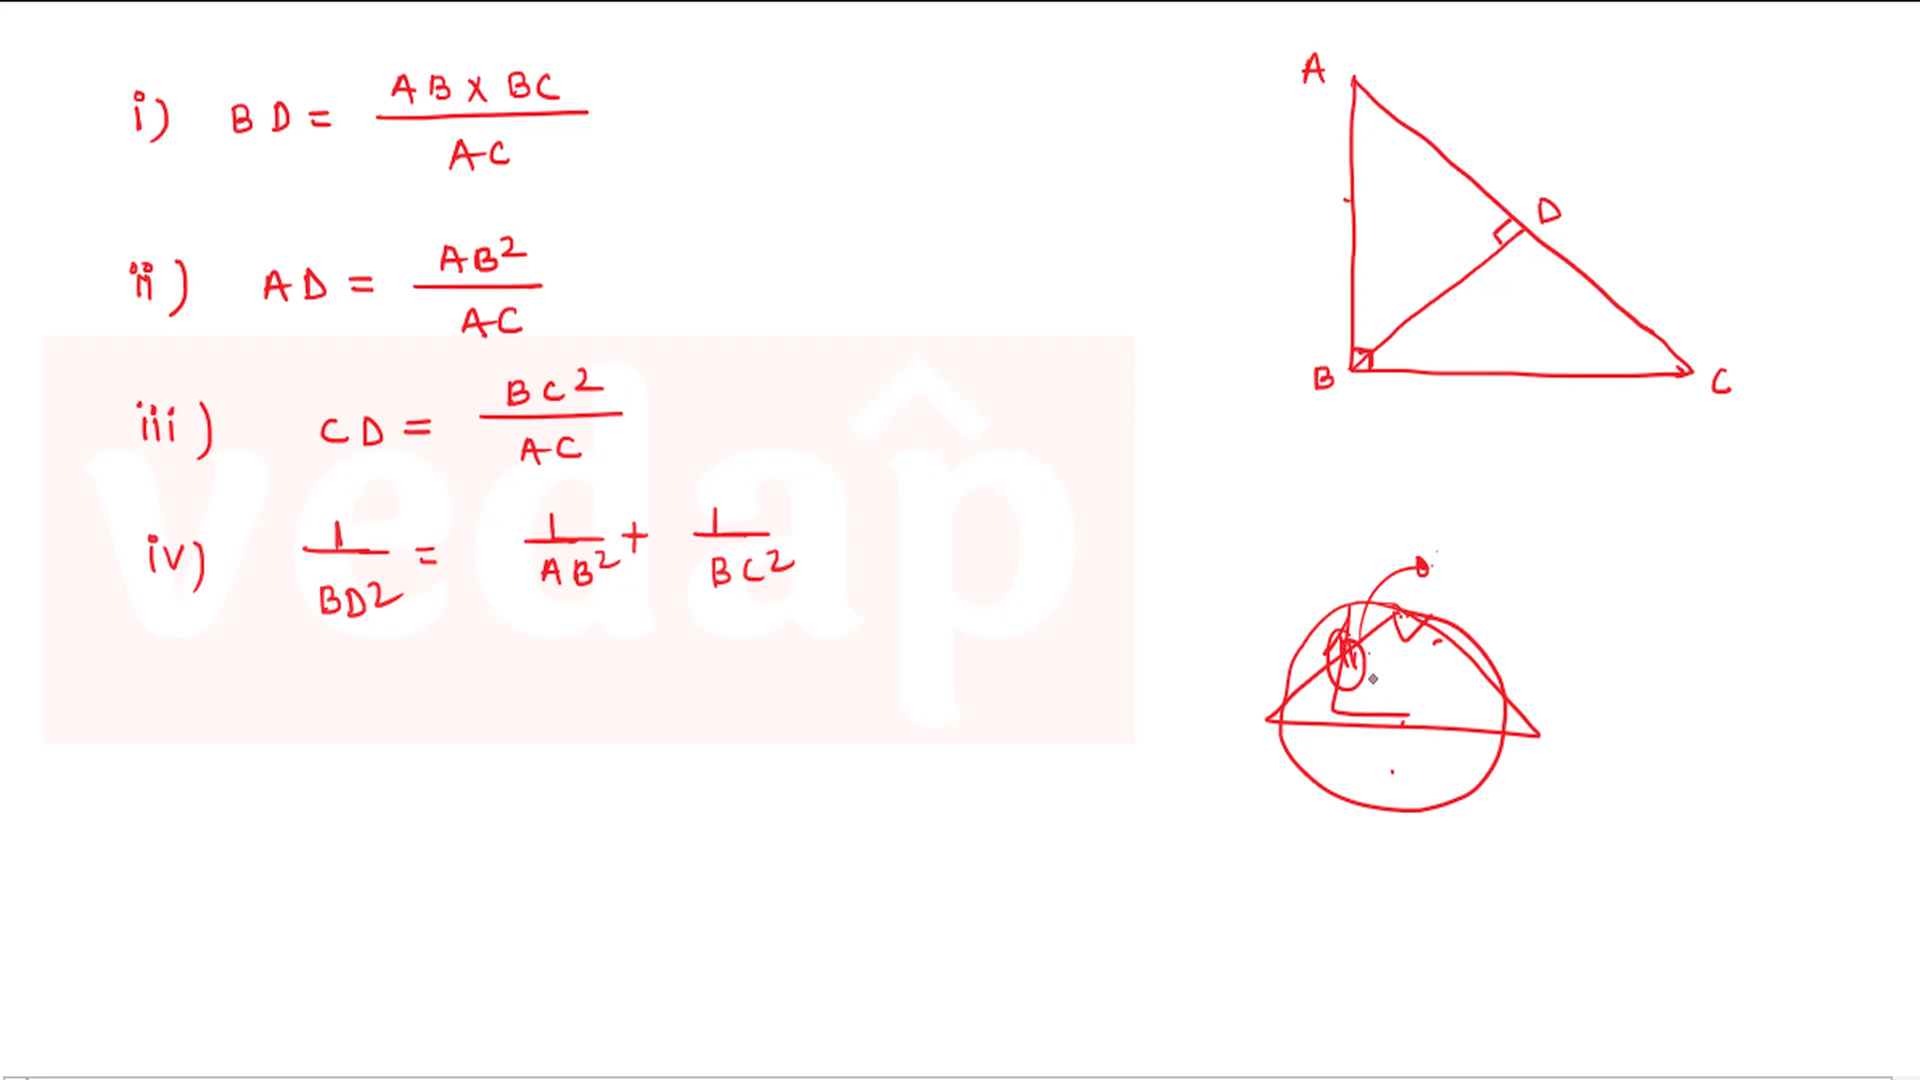 i) BD = AB X BC / AC
ii) AD = AB² / AC
iii) CD = BC² / AC
iv) 1 / BD² = 1 / AB² + 1 / BC²
A
D
B
C
vedap̂